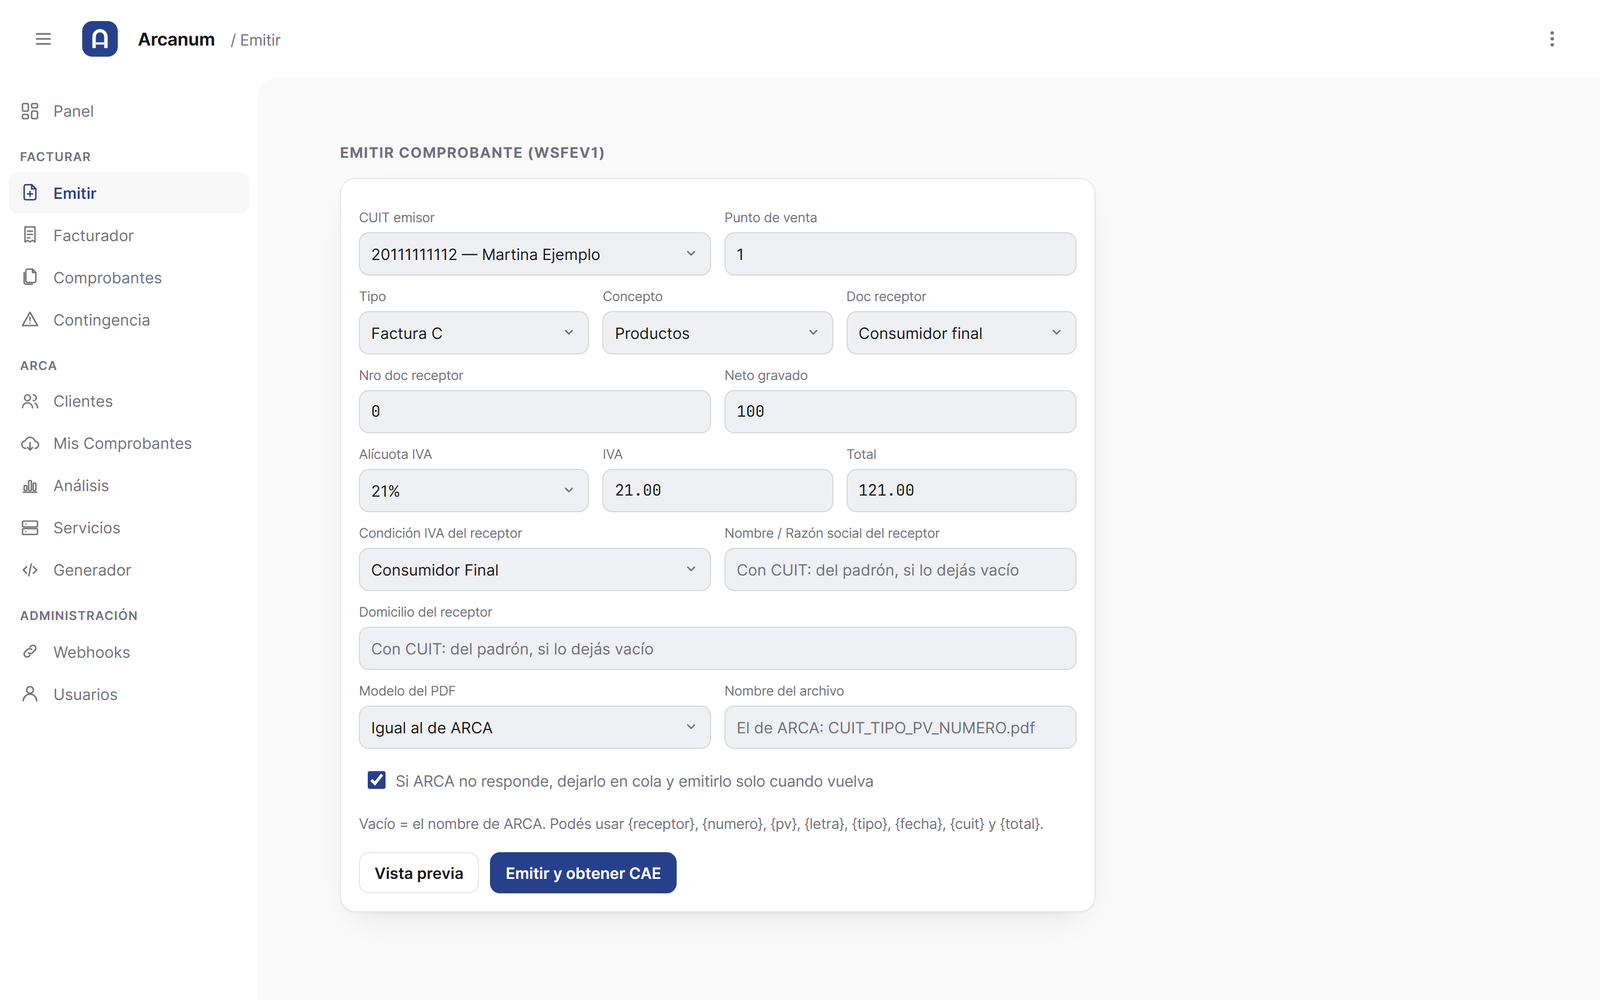 Arcanum / Emitir
Panel
FACTURAR
Emitir
Facturador
Comprobantes
Contingencia
ARCA
Clientes
Mis Comprobantes
Análisis
Servicios
Generador
ADMINISTRACIÓN
Webhooks
Usuarios
EMITIR COMPROBANTE (WSFEV1)
CUIT emisor Punto de venta
20111111112 — Martina Ejemplo 1
Tipo Concepto Doc receptor
Factura C Productos Consumidor final
Nro doc receptor Neto gravado
0 100
Alícuota IVA IVA Total
21% 21.00 121.00
Condición IVA del receptor Nombre / Razón social del receptor
Consumidor Final Con CUIT: del padrón, si lo dejás vacío
Domicilio del receptor
Con CUIT: del padrón, si lo dejás vacío
Modelo del PDF Nombre del archivo
Igual al de ARCA El de ARCA: CUIT_TIPO_PV_NUMERO.pdf
Si ARCA no responde, dejarlo en cola y emitirlo solo cuando vuelva
Vacío = el nombre de ARCA. Podés usar {receptor}, {numero}, {pv}, {letra}, {tipo}, {fecha}, {cuit} y {total}.
Vista previa Emitir y obtener CAE